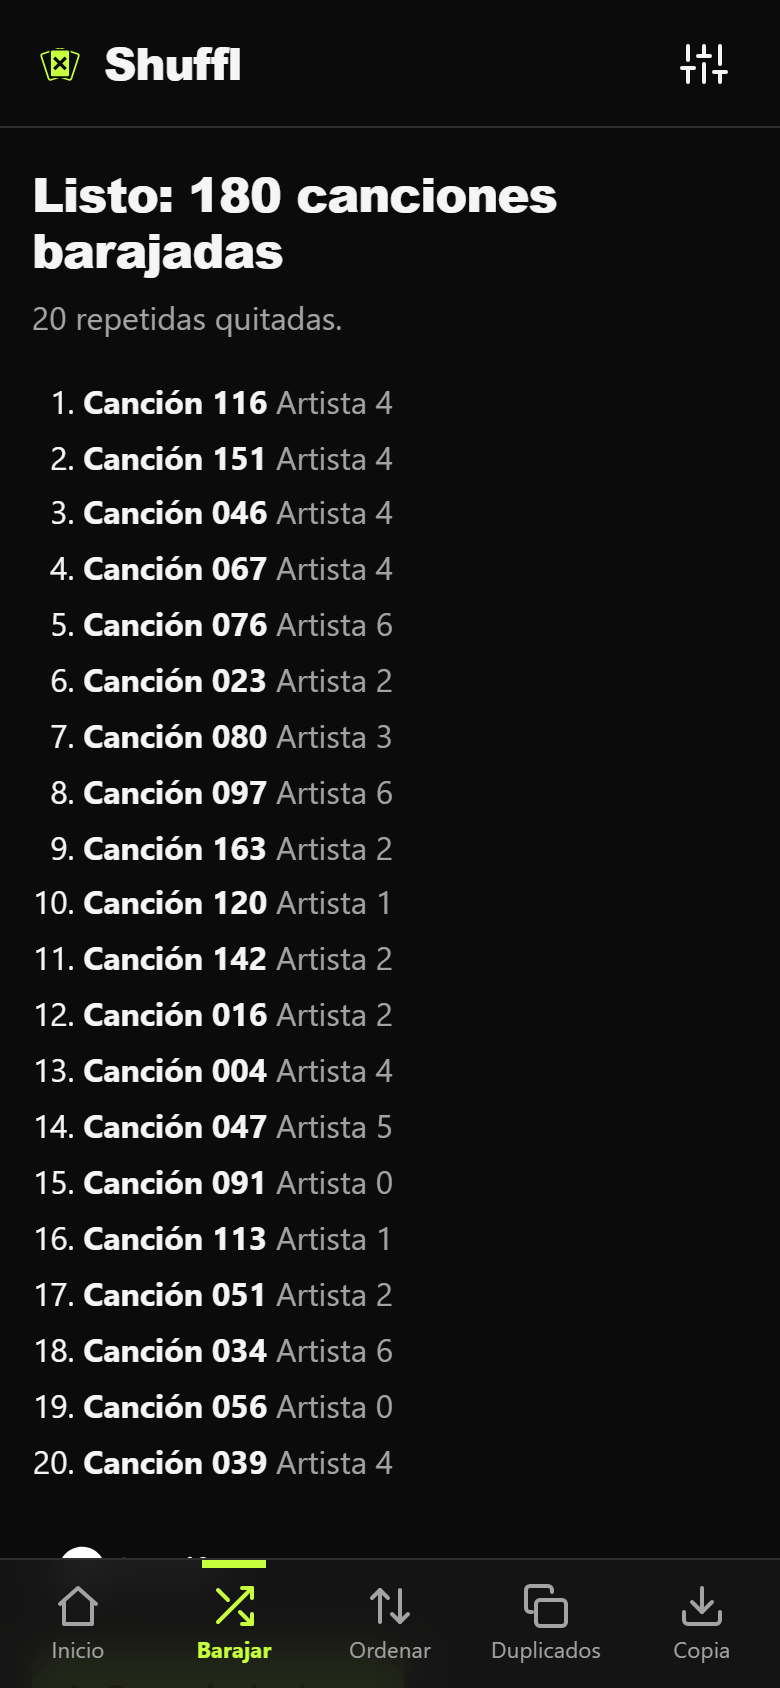 Shuffl
Listo: 180 canciones
barajadas
20 repetidas quitadas.
1. Canción 116 Artista 4
2. Canción 151 Artista 4
3. Canción 046 Artista 4
4. Canción 067 Artista 4
5. Canción 076 Artista 6
6. Canción 023 Artista 2
7. Canción 080 Artista 3
8. Canción 097 Artista 6
9. Canción 163 Artista 2
10. Canción 120 Artista 1
11. Canción 142 Artista 2
12. Canción 016 Artista 2
13. Canción 004 Artista 4
14. Canción 047 Artista 5
15. Canción 091 Artista 0
16. Canción 113 Artista 1
17. Canción 051 Artista 2
18. Canción 034 Artista 6
19. Canción 056 Artista 0
20. Canción 039 Artista 4
Inicio Barajar Ordenar Duplicados Copia